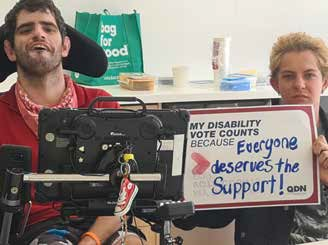 bag
for
good
MY DISABILITY
VOTE COUNTS
BECAUSE Everyone
deserves the
Support!
QDN